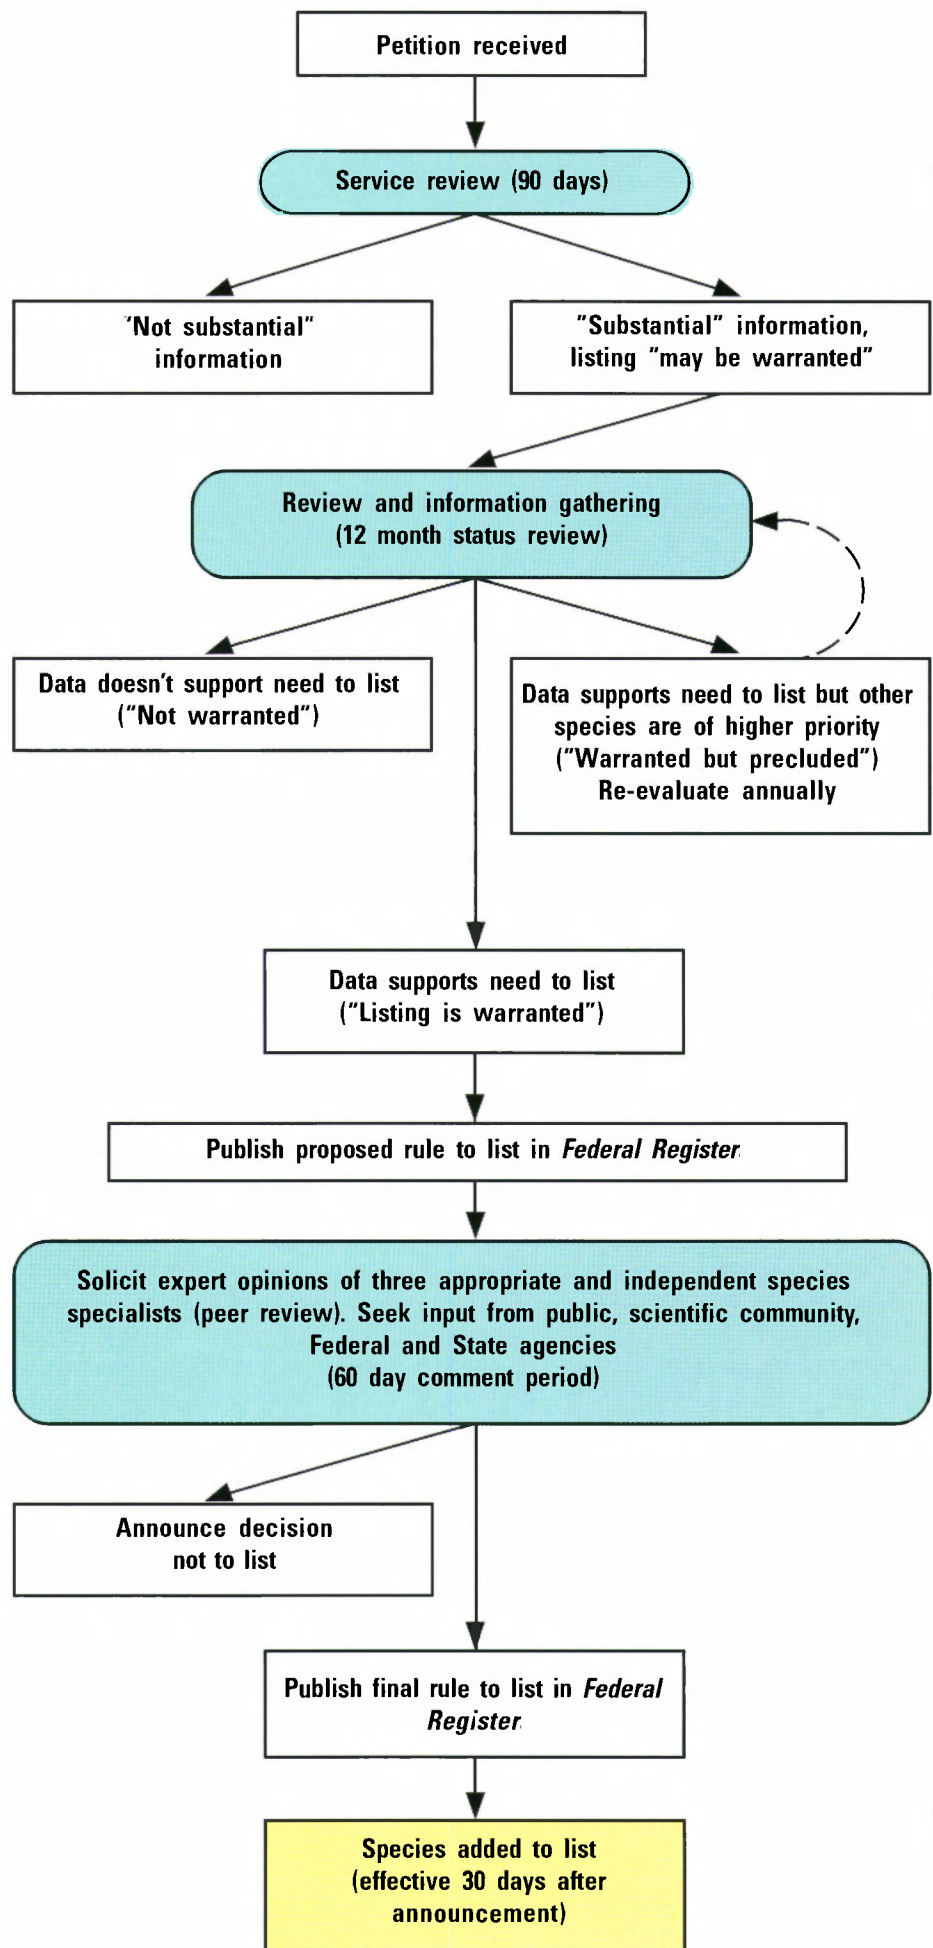 Petition received
Service review (90 days)
"Not substantial"
information
"Substantial" information,
listing "may be warranted"
Review and information gathering
(12 month status review)
Data doesn't support need to list
("Not warranted")
Data supports need to list but other
species are of higher priority
("Warranted but precluded")
Re-evaluate annually
Data supports need to list
("Listing is warranted")
Publish proposed rule to list in Federal Register.
Solicit expert opinions of three appropriate and independent species
specialists (peer review). Seek input from public, scientific community,
Federal and State agencies
(60 day comment period)
Announce decision
not to list
Publish final rule to list in Federal
Register.
Species added to list
(effective 30 days after
announcement)